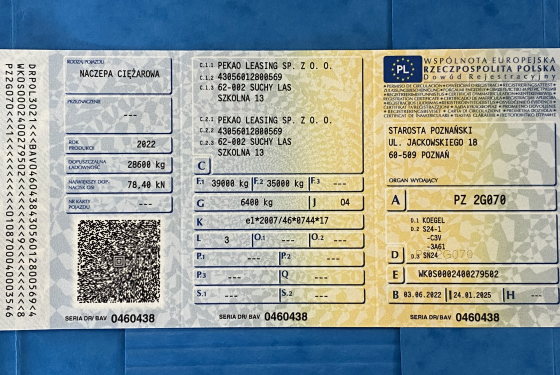 DRPOL3021<<BAV0460438430561280056<4
WK0S0002400279502<<<<<<<<9<<<<<<<<8
RODZAJ POJAZDU
NACZEPA CIĘŻAROWA
PRZEZNACZENIE
---
ROK PRODUKCJI 2022
DOPUSZCZALNA ŁADOWNOŚĆ 28600 kg
NAJWIĘKSZY DOP. NACISK OSI 78,40 kN
NR KARTY POJAZDU ---
SERIA DR/BAV 0460438
C.1.1 PEKAO LEASING SP. Z O. O.
C.1.2 43056012800569
C.1.3 62-002 SUCHY LAS
SZKOLNA 13
C.2.1 PEKAO LEASING SP. Z O. O.
C.2.2 43056012800569
C.2.3 62-002 SUCHY LAS
SZKOLNA 13
C
F.1 39000 kg F.2 35000 kg F.3 ---
G 6400 kg J 04
K e1*2007/46*0744*17
L 3 O.1 --- O.2 ---
P.1 --- P.2 ---
P.3 --- Q ---
S.1 --- S.2 ---
SERIA DR/BAV 0460438
PL
WSPÓLNOTA EUROPEJSKA
RZECZPOSPOLITA POLSKA
Dowód Rejestracyjny
STAROSTA POZNAŃSKI
UL. JACKOWSKIEGO 18
60-509 POZNAŃ
ORGAN WYDAJĄCY
A PZ 2G070
D.1 KOEGEL
D.2 S24-1
-C3V
-3A61
D D.3 SN24
E WK0S0002400279502
B 03.06.2022 I 24.01.2025 H ---
SERIA DR/BAV 0460438